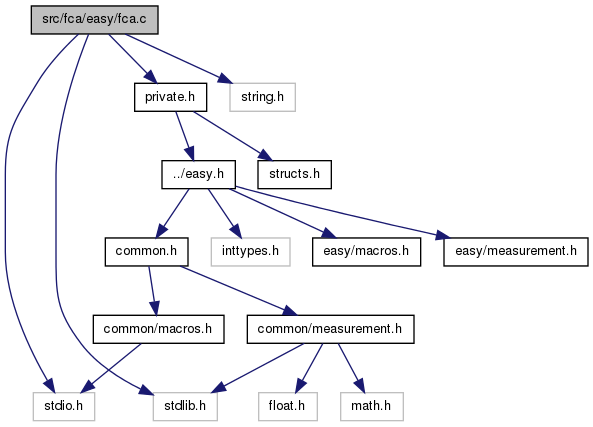 src/fca/easy/fca.c
private.h
string.h
../easy.h
structs.h
common.h
inttypes.h
easy/macros.h
easy/measurement.h
common/macros.h
common/measurement.h
stdio.h
stdlib.h
float.h
math.h